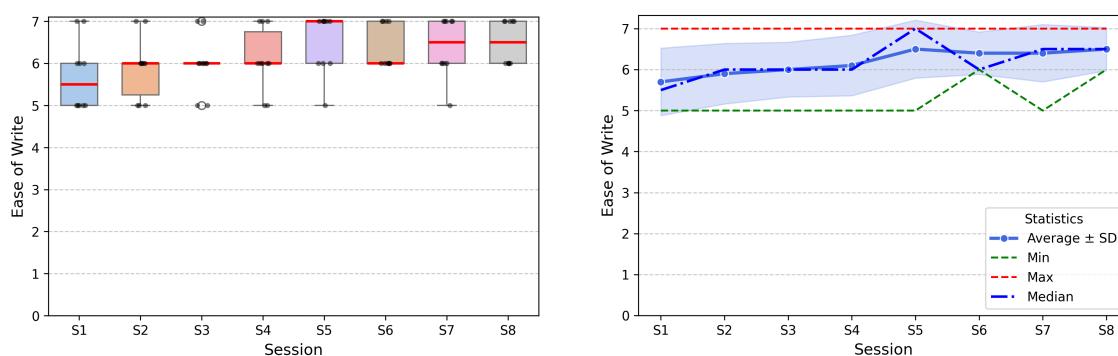 7
6
5
4
3
2
1
0
Ease of Write
S1 S2 S3 S4 S5 S6 S7 S8
Session
7
6
5
4
3
2
1
0
Ease of Write
S1 S2 S3 S4 S5 S6 S7 S8
Session
Statistics
Average ± SD
Min
Max
Median